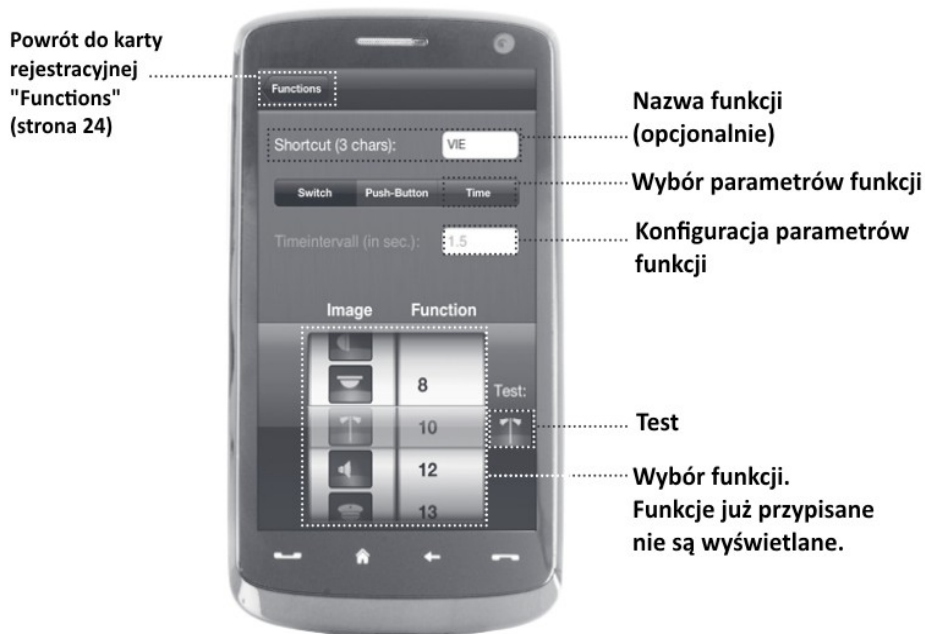 Powrót do karty
rejestracyjnej
"Functions"
(strona 24)
Functions
Shortcut (3 chars):
VIE
Nazwa funkcji
(opcjonalnie)
Switch
Push-Button
Time
Wybór parametrów funkcji
Timeintervall (in sec.):
1.5
Konfiguracja parametrów
funkcji
Image
Function
8
Test:
10
12
13
Test
Wybór funkcji.
Funkcje już przypisane
nie są wyświetlane.